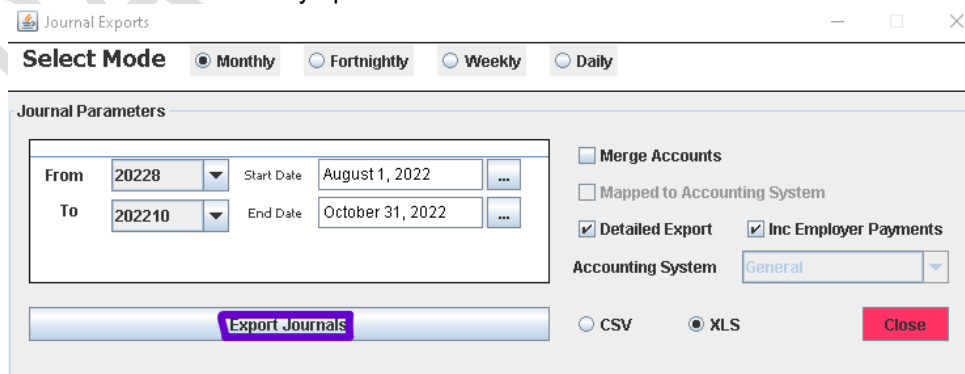 Journal Exports
Select Mode Monthly Fortnightly Weekly Daily
Journal Parameters
From 20228 Start Date August 1, 2022 ...
To 202210 End Date October 31, 2022 ...
Merge Accounts
Mapped to Accounting System
Detailed Export Inc Employer Payments
Accounting System General
Export Journals
CSV XLS Close